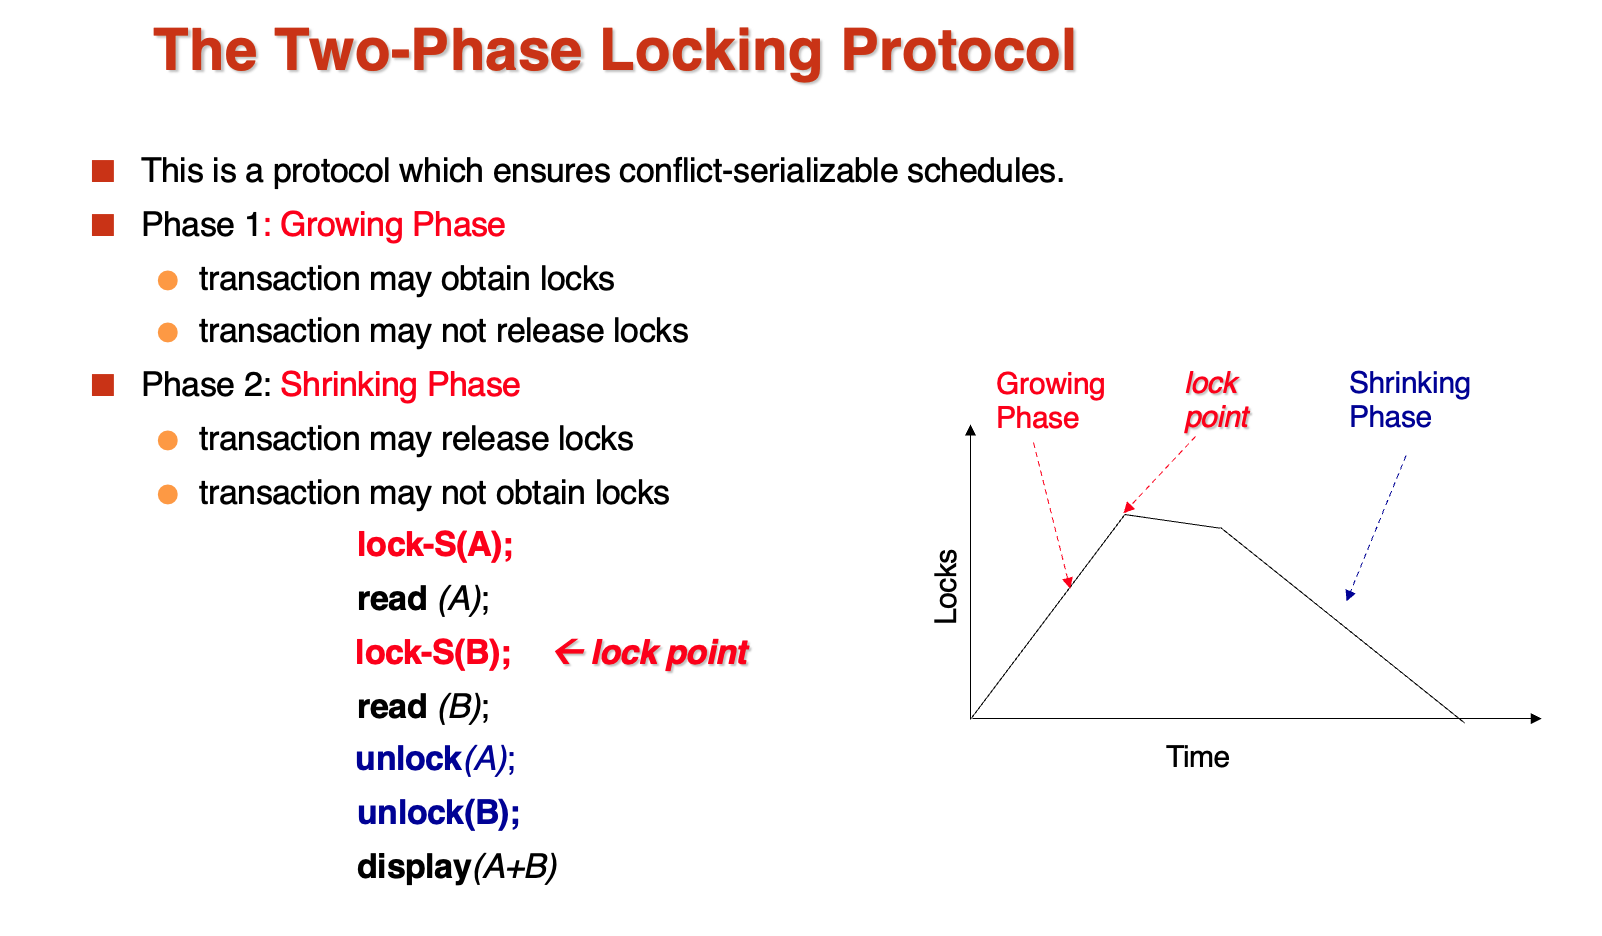 The Two-Phase Locking Protocol
This is a protocol which ensures conflict-serializable schedules.
Phase 1: Growing Phase
transaction may obtain locks
transaction may not release locks
Phase 2: Shrinking Phase
transaction may release locks
transaction may not obtain locks
lock-S(A);
read (A);
lock-S(B); ← lock point
read (B);
unlock(A);
unlock(B);
display(A+B)
Growing
Phase
lock
point
Shrinking
Phase
Locks
Time